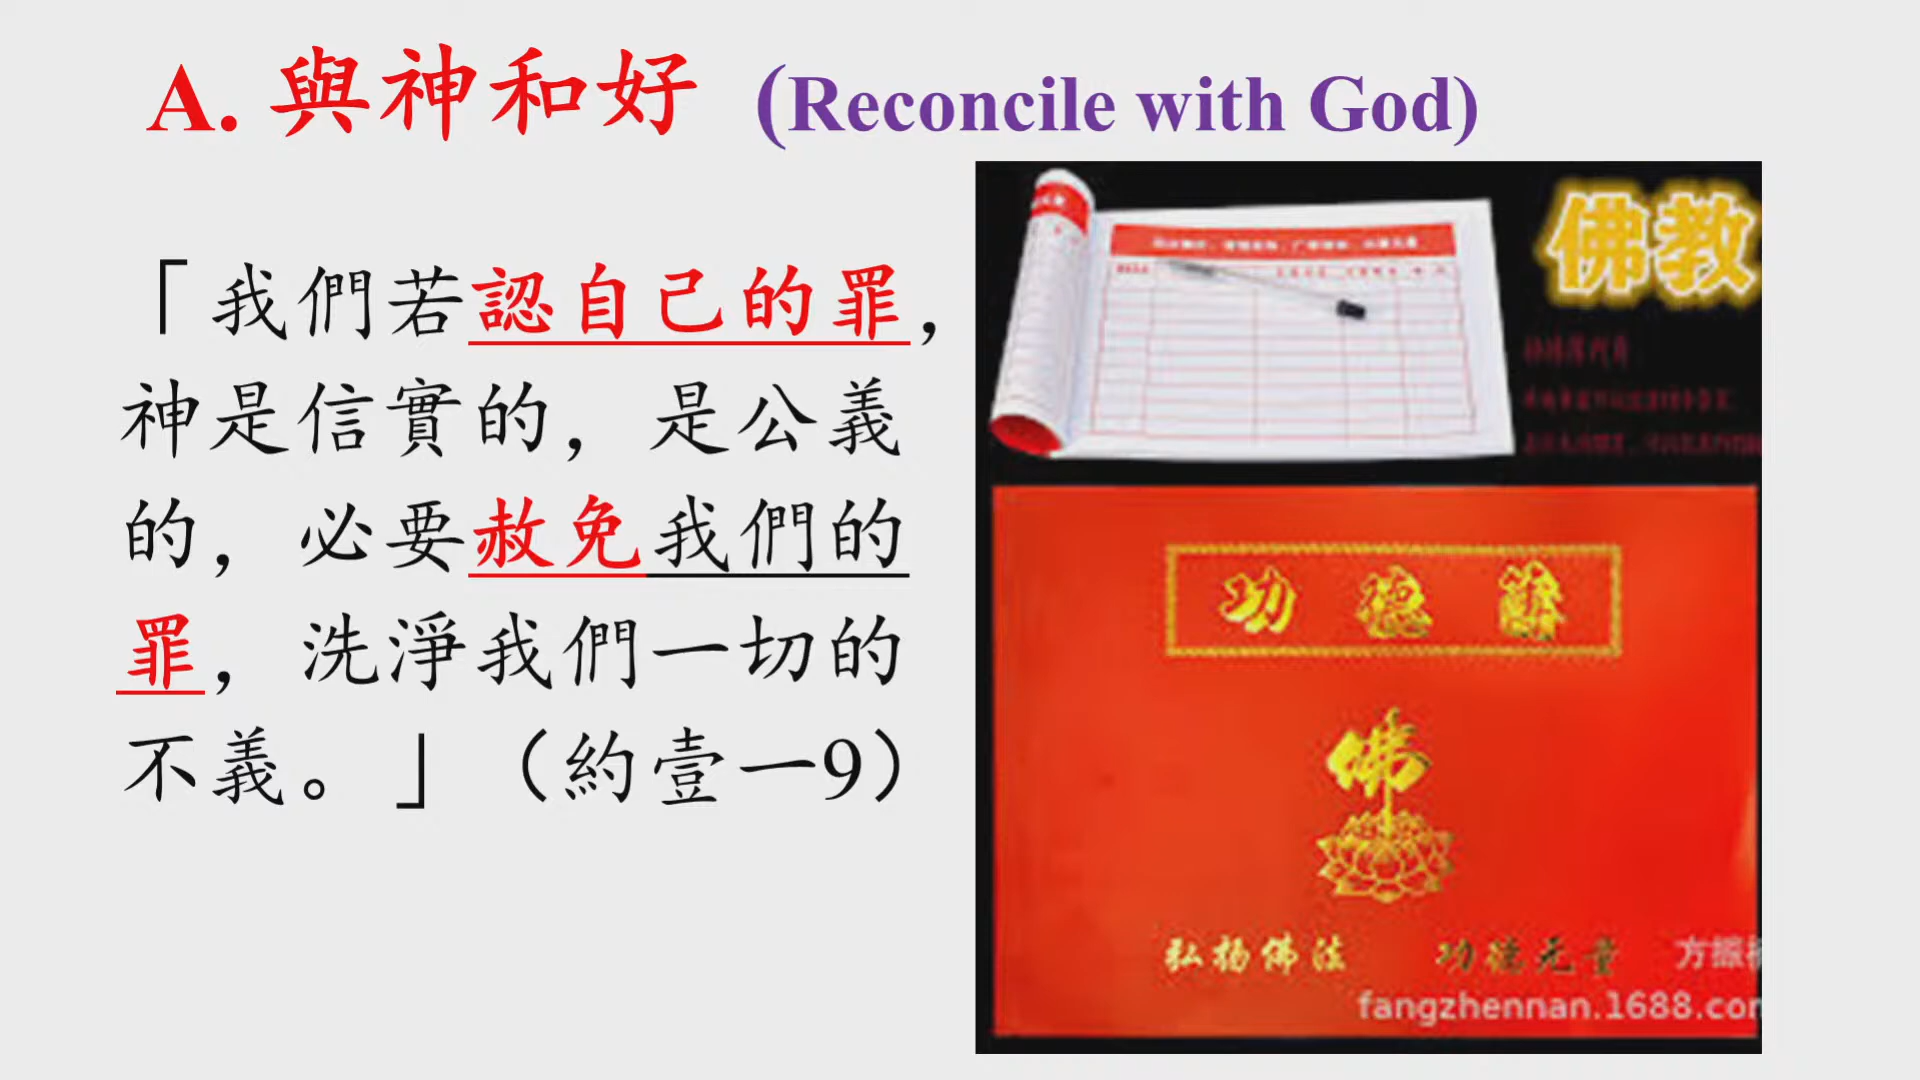 A. 與神和好 (Reconcile with God)
「我們若認自己的罪，
神是信實的，是公義
的，必要赦免我們的
罪，洗淨我們一切的
不義。」（約壹一9）
佛教
功德簿
佛
弘揚佛法 功德无量
fangzhennan.1688.com